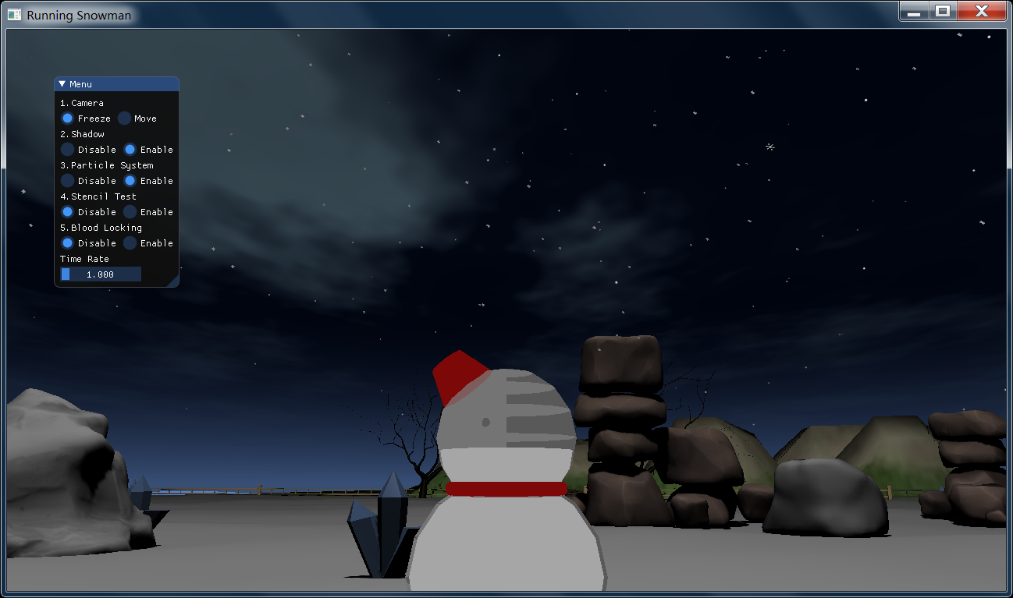 Running Snowman
Menu
1.Camera
Freeze Move
2.Shadow
Disable Enable
3.Particle System
Disable Enable
4.Stencil Test
Disable Enable
5.Blood Locking
Disable Enable
Time Rate
1.000